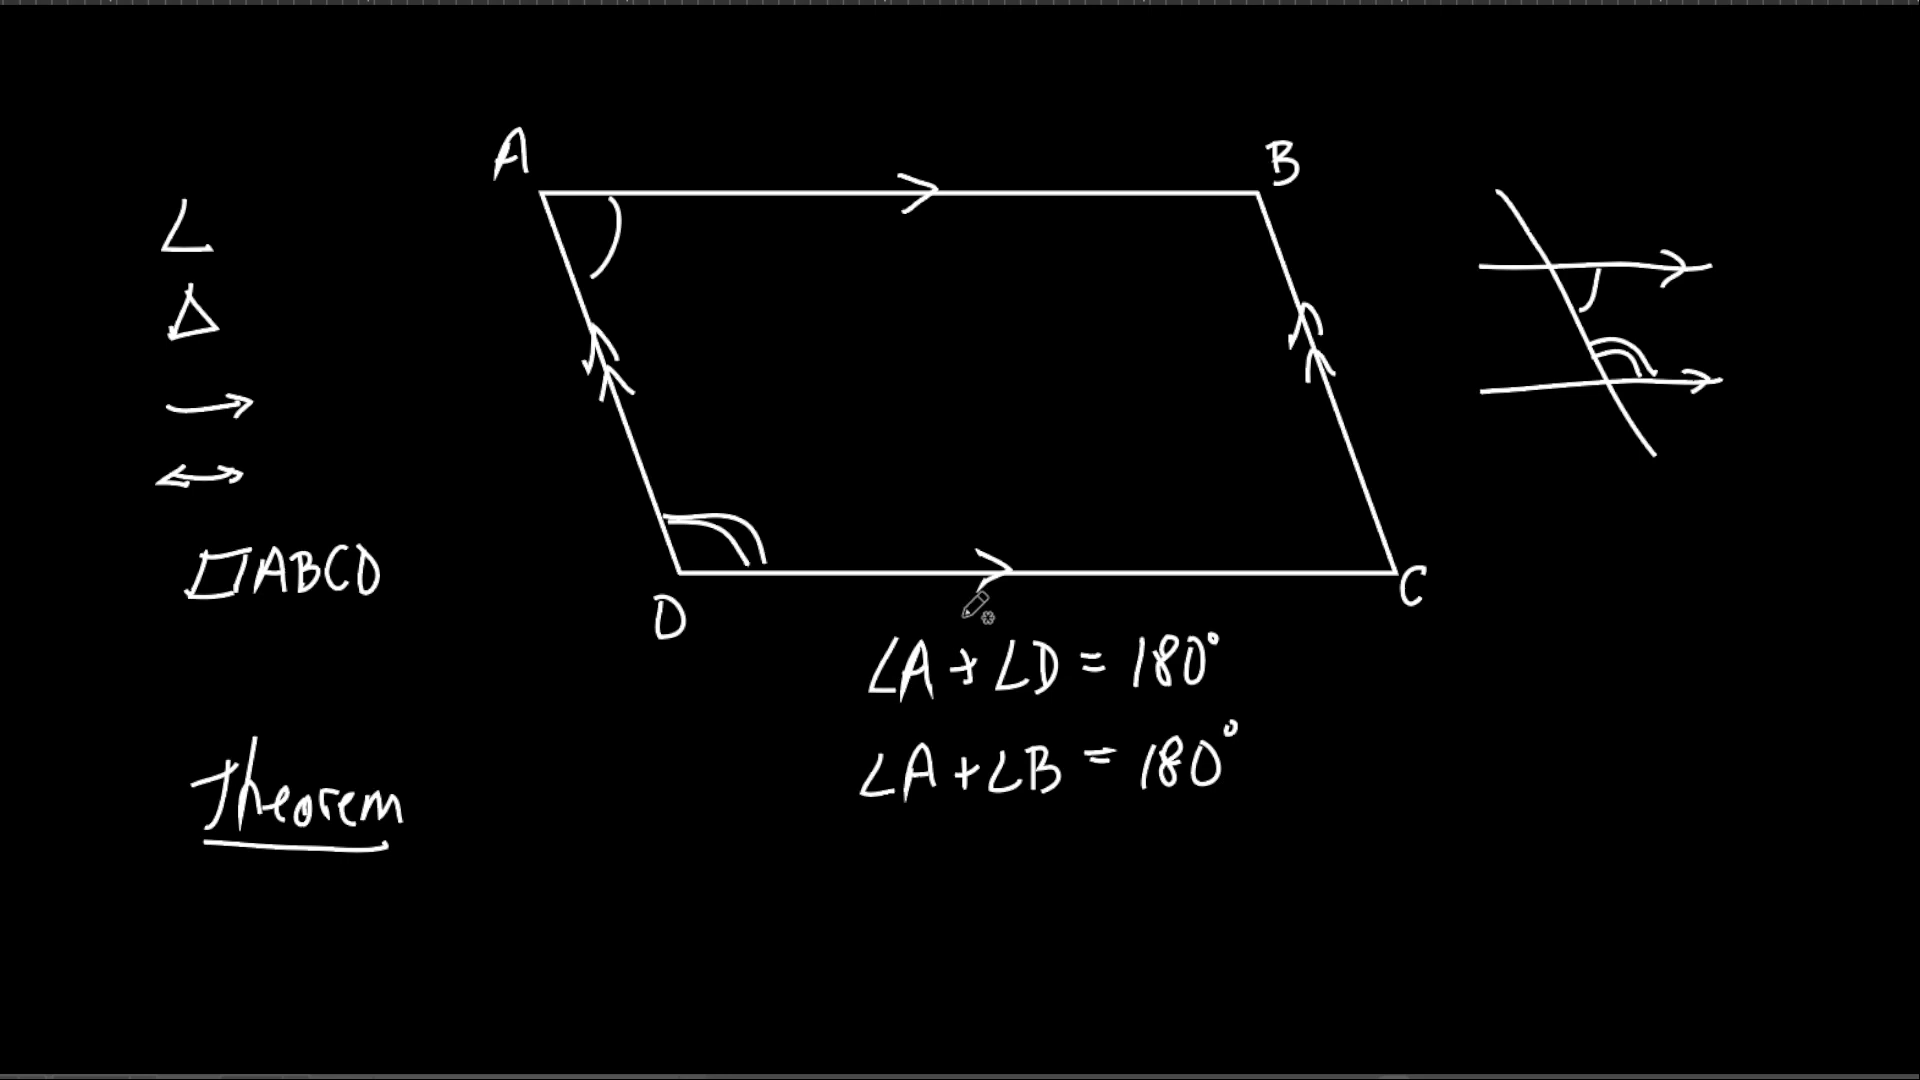 A
B
∠
△
→
↔
▱ABCD
D
C
∠A + ∠D = 180°
∠A + ∠B = 180°
Theorem